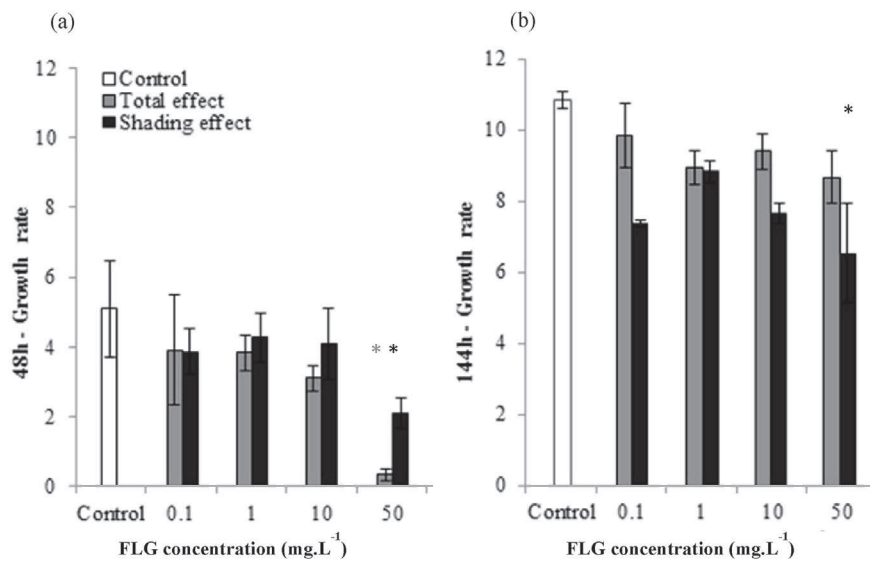 (a)
12
10
8
6
4
2
0
48h - Growth rate
Control
Total effect
Shading effect
* *
Control 0.1 1 10 50
FLG concentration (mg.L⁻¹)
(b)
12
10
8
6
4
2
0
144h - Growth rate
*
Control 0.1 1 10 50
FLG concentration (mg.L⁻¹)